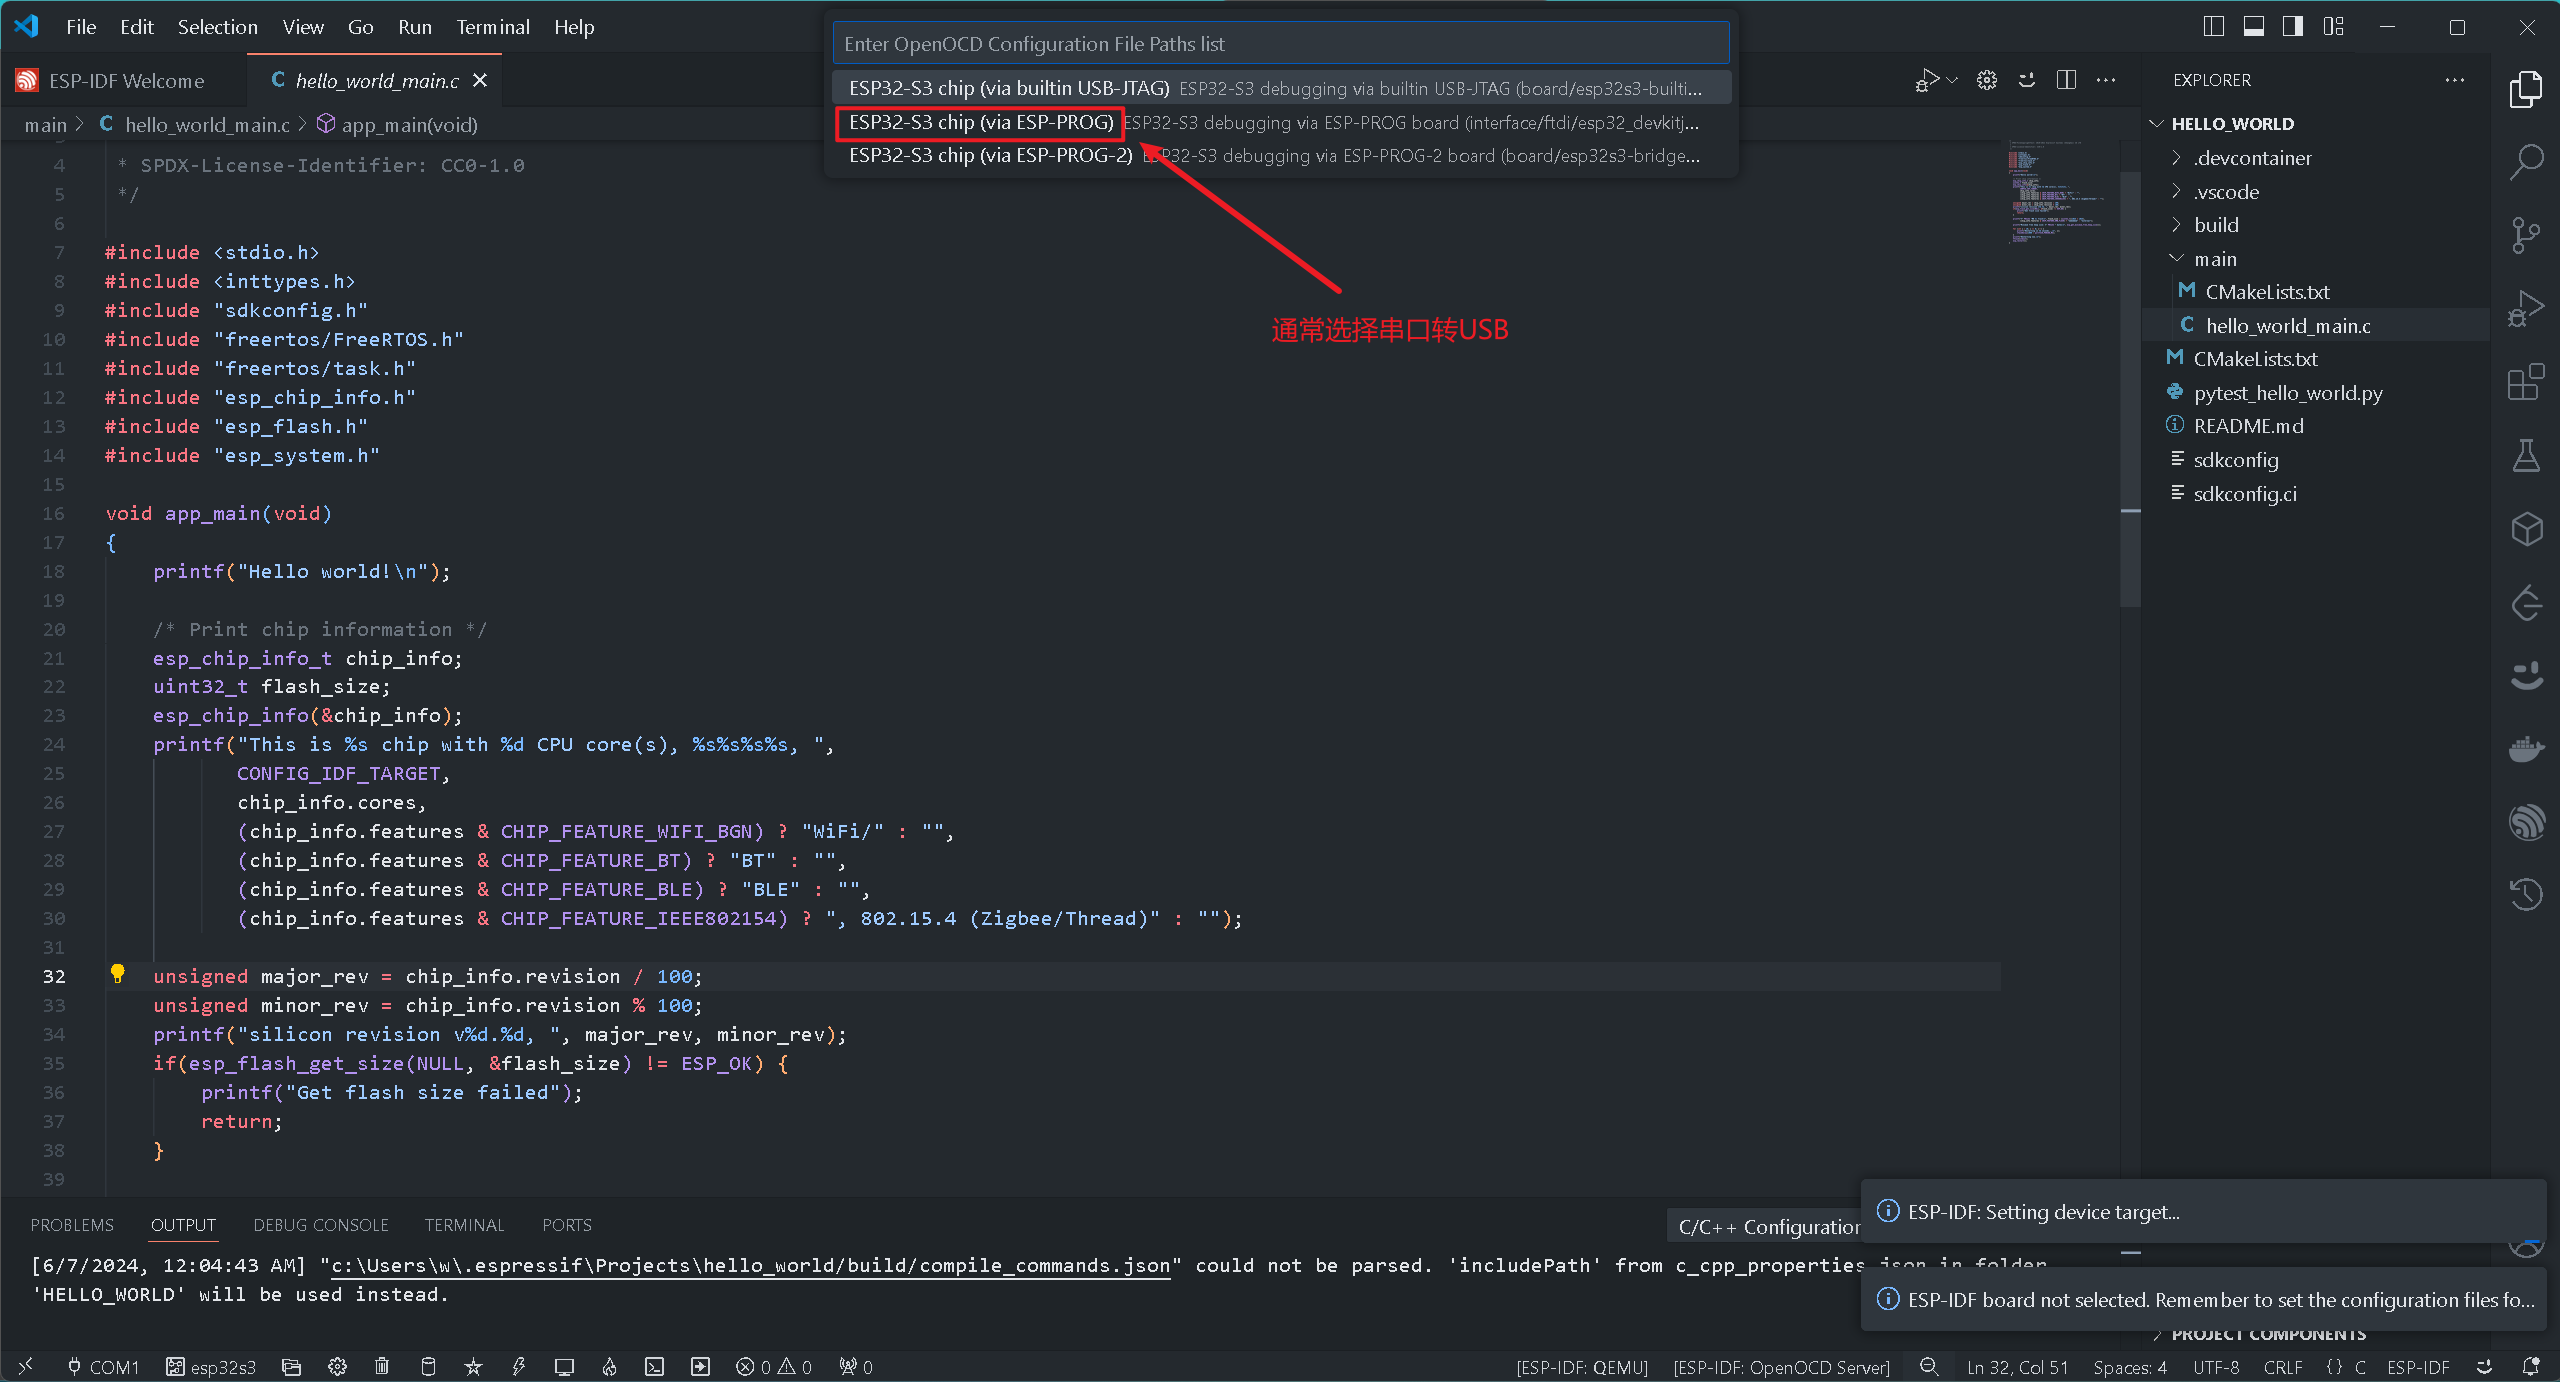 File Edit Selection View Go Run Terminal Help
Enter OpenOCD Configuration File Paths list
ESP32-S3 chip (via builtin USB-JTAG) ESP32-S3 debugging via builtin USB-JTAG (board/esp32s3-builti...
ESP32-S3 chip (via ESP-PROG) ESP32-S3 debugging via ESP-PROG board (interface/ftdi/esp32_devkitj...
ESP32-S3 chip (via ESP-PROG-2) ESP32-S3 debugging via ESP-PROG-2 board (board/esp32s3-bridge...
通常选择串口转USB
ESP-IDF Welcome
C hello_world_main.c
main > C hello_world_main.c > app_main(void)
4 * SPDX-License-Identifier: CC0-1.0
5 */
6
7 #include <stdio.h>
8 #include <inttypes.h>
9 #include "sdkconfig.h"
10 #include "freertos/FreeRTOS.h"
11 #include "freertos/task.h"
12 #include "esp_chip_info.h"
13 #include "esp_flash.h"
14 #include "esp_system.h"
15
16 void app_main(void)
17 {
18 printf("Hello world!\n");
19
20 /* Print chip information */
21 esp_chip_info_t chip_info;
22 uint32_t flash_size;
23 esp_chip_info(&chip_info);
24 printf("This is %s chip with %d CPU core(s), %s%s%s%s, ",
25 CONFIG_IDF_TARGET,
26 chip_info.cores,
27 (chip_info.features & CHIP_FEATURE_WIFI_BGN) ? "WiFi/" : "",
28 (chip_info.features & CHIP_FEATURE_BT) ? "BT" : "",
29 (chip_info.features & CHIP_FEATURE_BLE) ? "BLE" : "",
30 (chip_info.features & CHIP_FEATURE_IEEE802154) ? ", 802.15.4 (Zigbee/Thread)" : "");
31
32 unsigned major_rev = chip_info.revision / 100;
33 unsigned minor_rev = chip_info.revision % 100;
34 printf("silicon revision v%d.%d, ", major_rev, minor_rev);
35 if(esp_flash_get_size(NULL, &flash_size) != ESP_OK) {
36 printf("Get flash size failed");
37 return;
38 }
39
EXPLORER
HELLO_WORLD
.devcontainer
.vscode
build
main
M CMakeLists.txt
C hello_world_main.c
M CMakeLists.txt
pytest_hello_world.py
README.md
sdkconfig
sdkconfig.ci
PROBLEMS OUTPUT DEBUG CONSOLE TERMINAL PORTS
C/C++ Configuration
[6/7/2024, 12:04:43 AM] "c:\Users\w\.espressif\Projects\hello_world/build/compile_commands.json" could not be parsed. 'includePath' from c_cpp_properties.json in folder
'HELLO_WORLD' will be used instead.
ESP-IDF: Setting device target...
ESP-IDF board not selected. Remember to set the configuration files fo...
PROJECT COMPONENTS
COM1 esp32s3 0 0 0 [ESP-IDF: QEMU] [ESP-IDF: OpenOCD Server] Ln 32, Col 51 Spaces: 4 UTF-8 CRLF {} C ESP-IDF